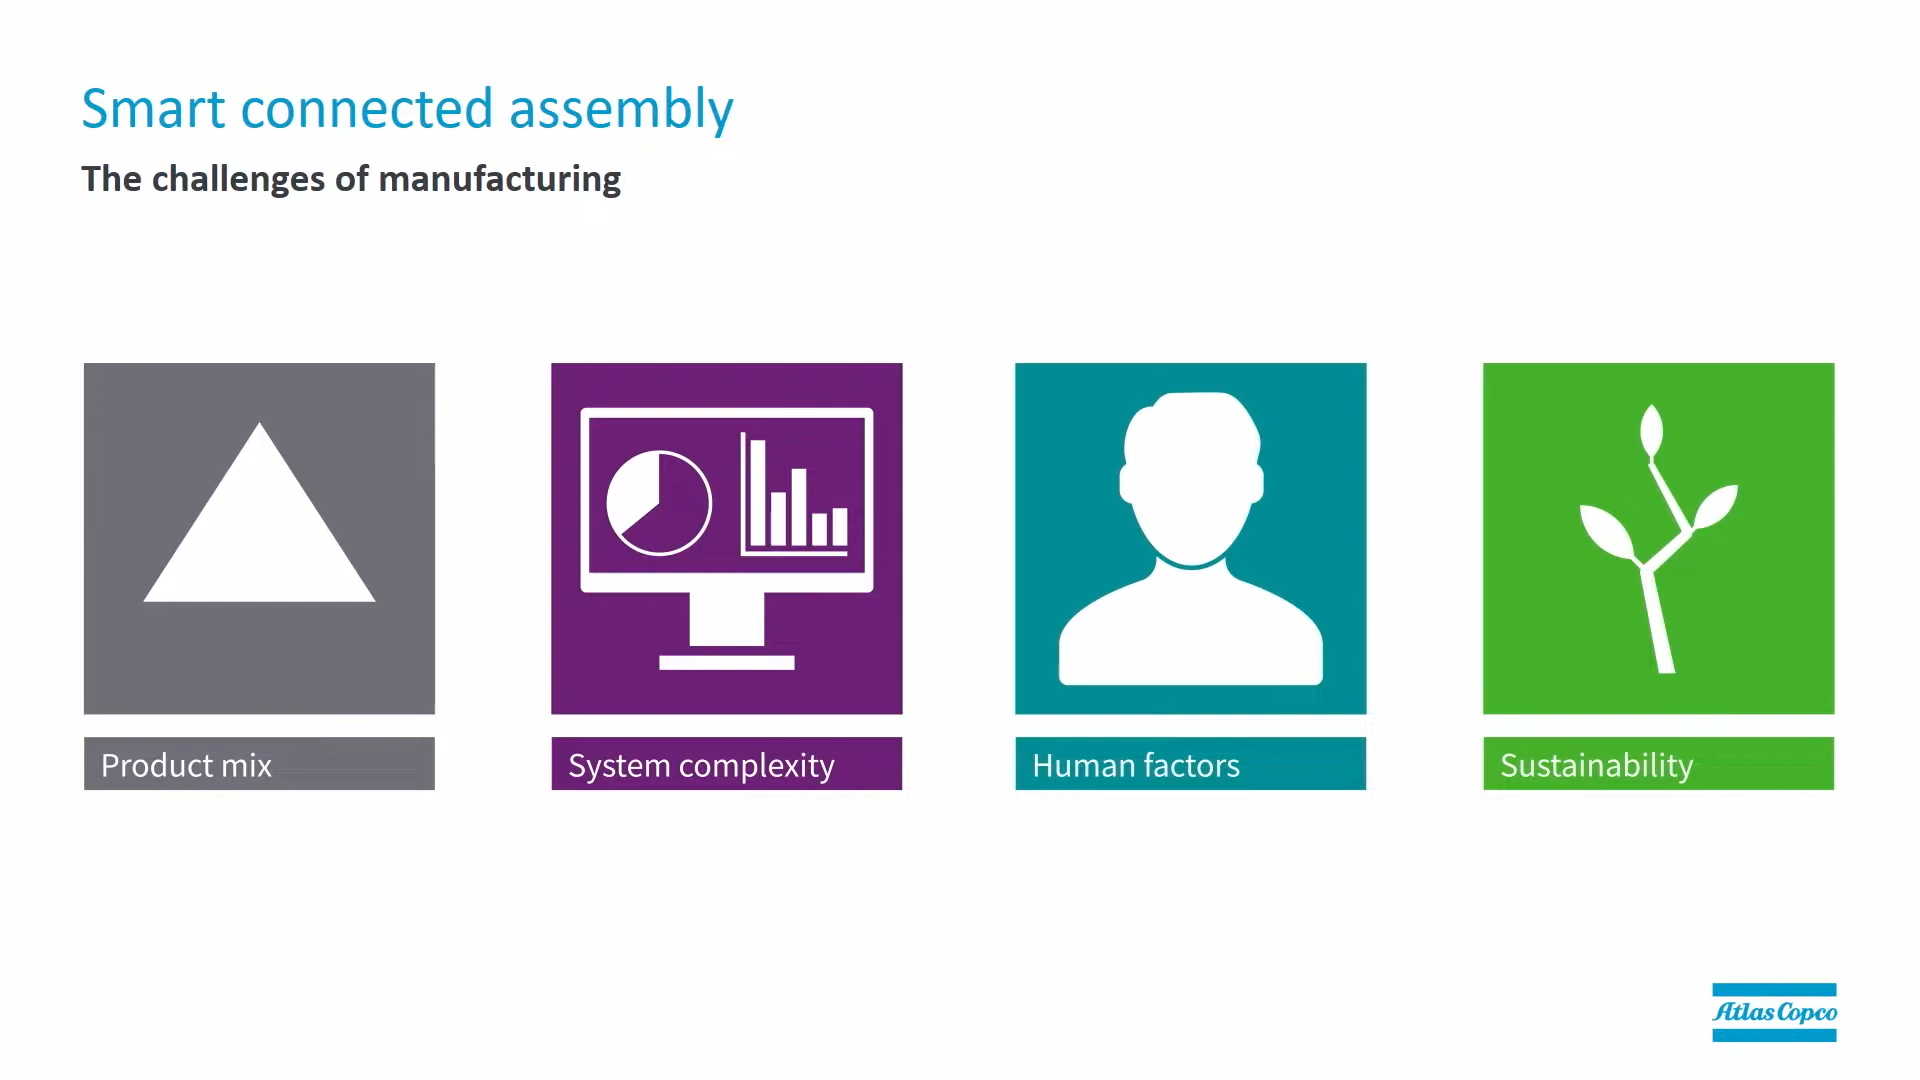 Smart connected assembly
The challenges of manufacturing
Product mix
System complexity
Human factors
Sustainability
Atlas Copco